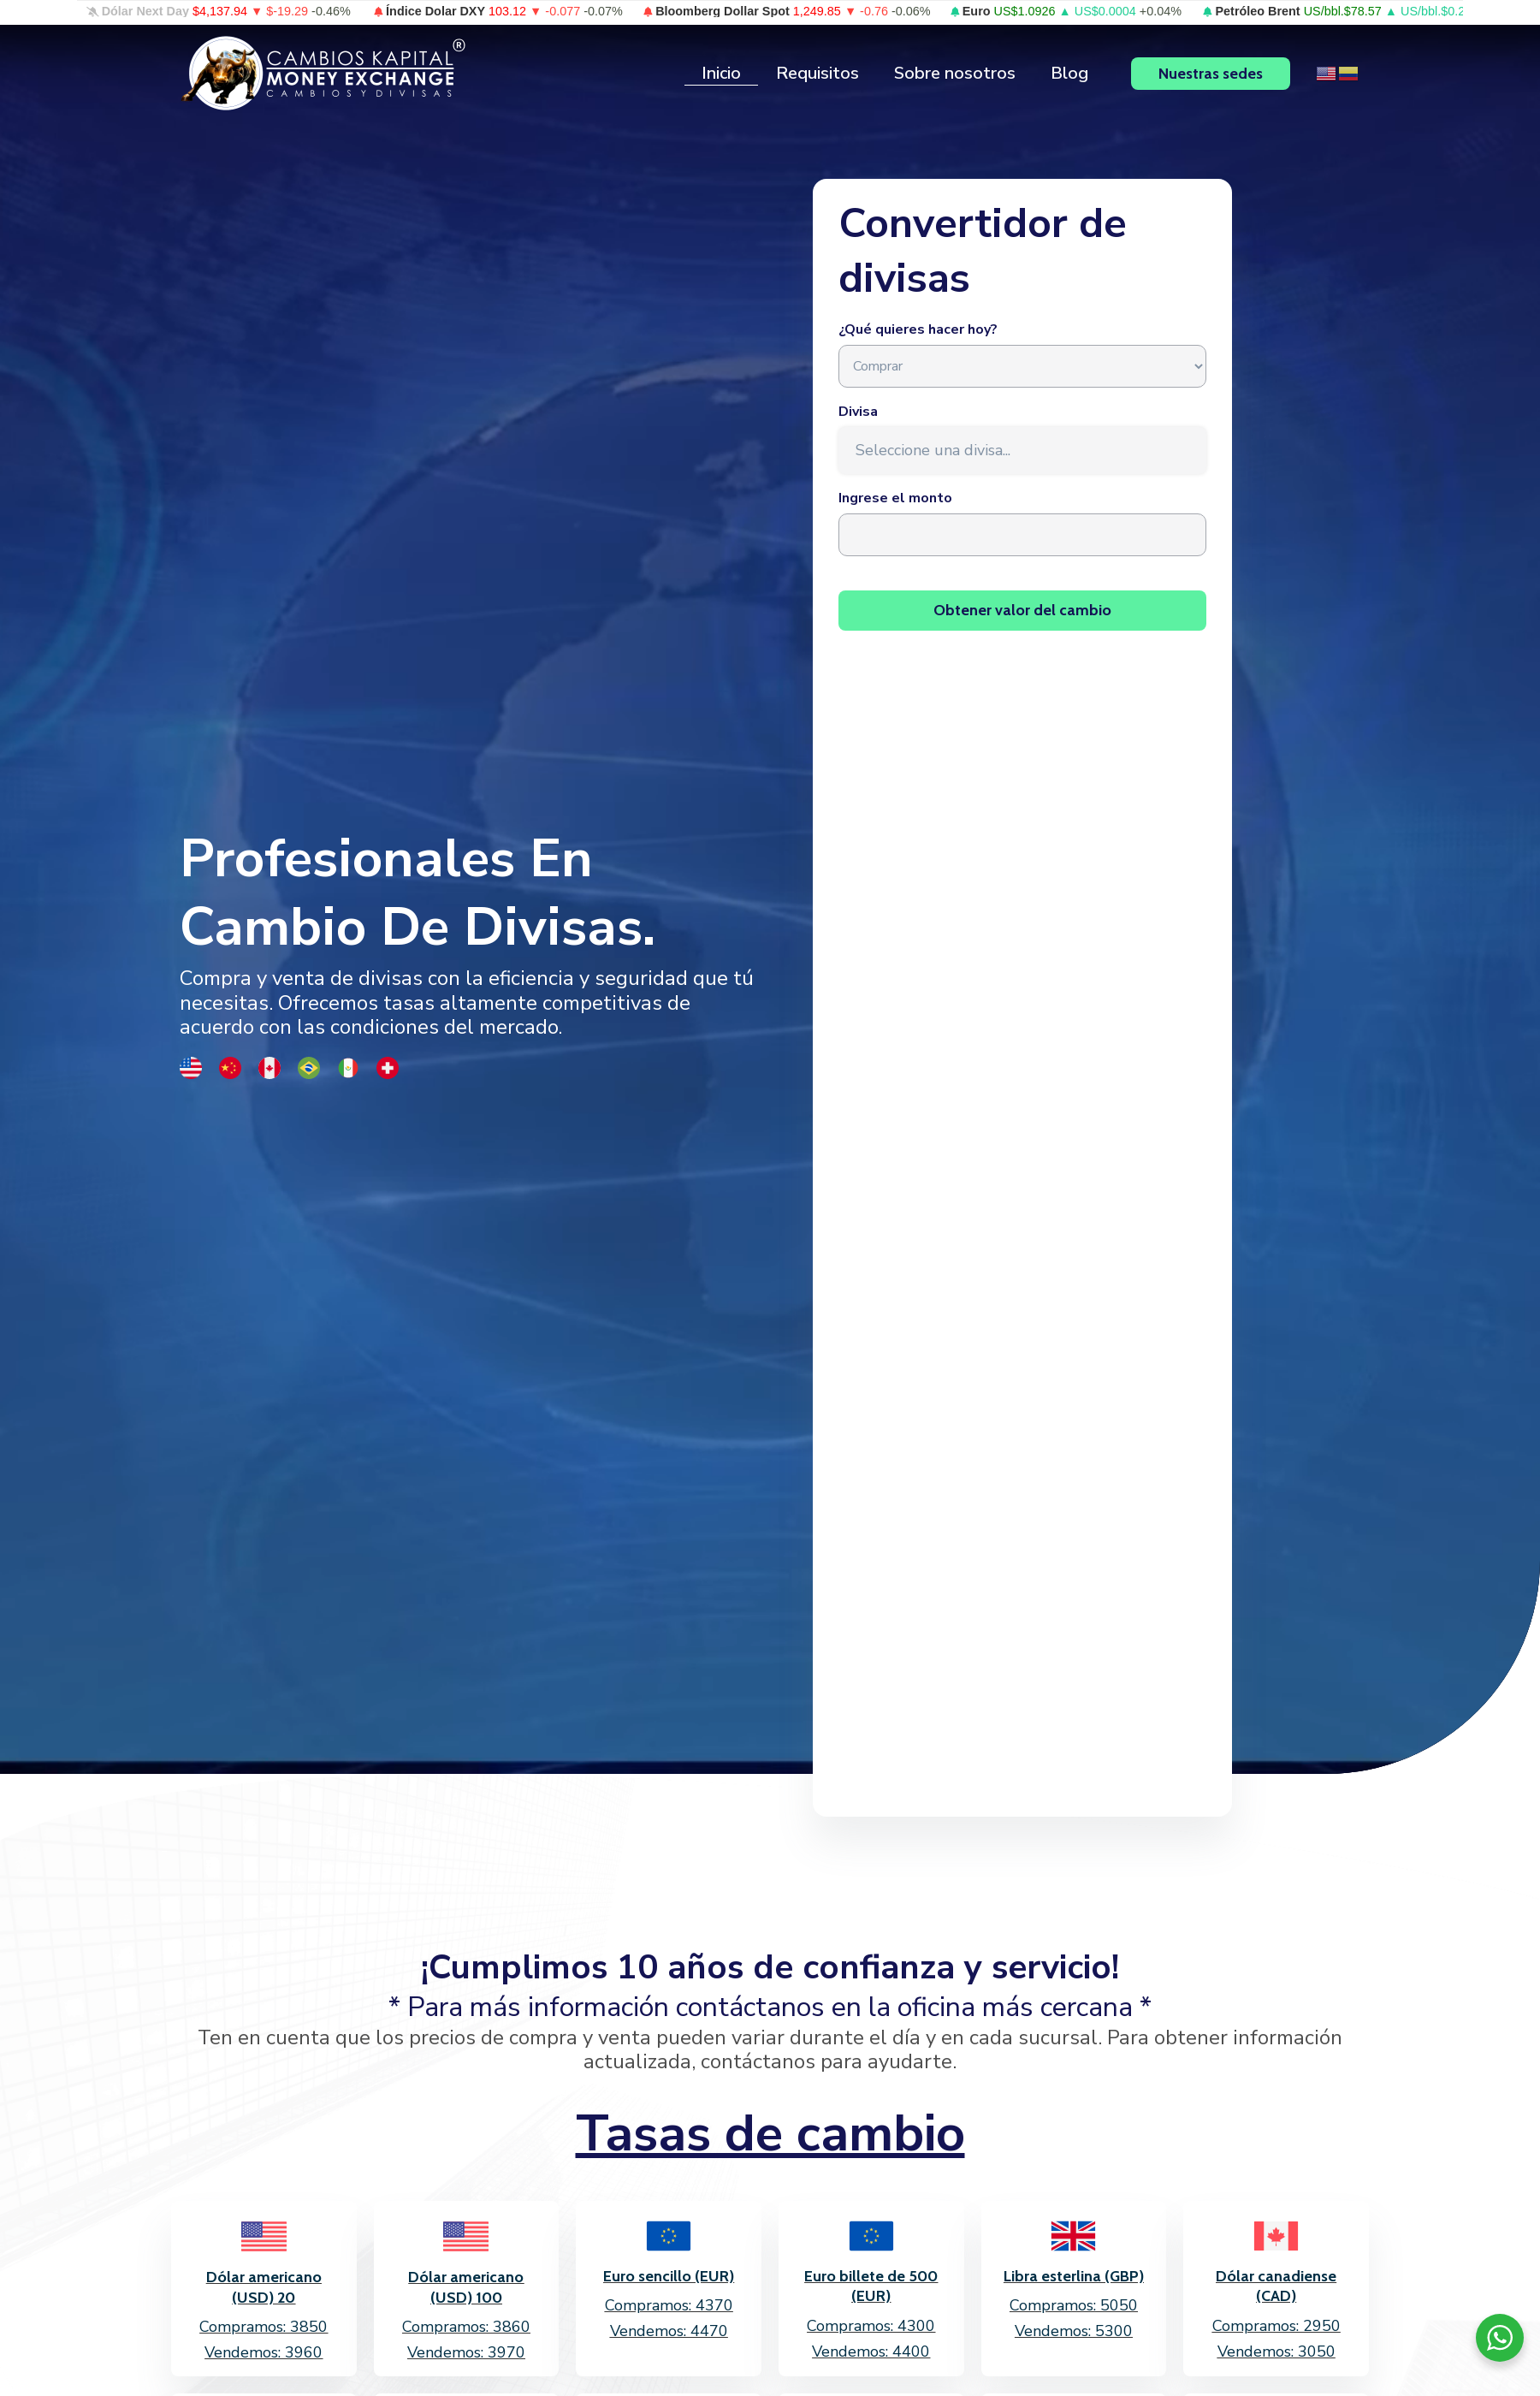 Dólar Next Day $4,137.94 ▼ $-19.29 -0.46% Índice Dolar DXY 103.12 ▼ -0.077 -0.07% Bloomberg Dollar Spot 1,249.85 ▼ -0.76 -0.06% Euro US$1.0926 ▲ US$0.0004 +0.04% Petróleo Brent US/bbl.$78.57 ▲ US/bbl.$0.2
CAMBIOS KAPITAL ®
MONEY EXCHANGE
CAMBIOS Y DIVISAS
Inicio Requisitos Sobre nosotros Blog Nuestras sedes
Convertidor de
divisas
¿Qué quieres hacer hoy?
Comprar
Divisa
Seleccione una divisa...
Ingrese el monto
Obtener valor del cambio
Profesionales En
Cambio De Divisas.
Compra y venta de divisas con la eficiencia y seguridad que tú
necesitas. Ofrecemos tasas altamente competitivas de
acuerdo con las condiciones del mercado.
¡Cumplimos 10 años de confianza y servicio!
* Para más información contáctanos en la oficina más cercana *
Ten en cuenta que los precios de compra y venta pueden variar durante el día y en cada sucursal. Para obtener información
actualizada, contáctanos para ayudarte.
Tasas de cambio
Dólar americano
(USD) 20
Compramos: 3850
Vendemos: 3960
Dólar americano
(USD) 100
Compramos: 3860
Vendemos: 3970
Euro sencillo (EUR)
Compramos: 4370
Vendemos: 4470
Euro billete de 500
(EUR)
Compramos: 4300
Vendemos: 4400
Libra esterlina (GBP)
Compramos: 5050
Vendemos: 5300
Dólar canadiense
(CAD)
Compramos: 2950
Vendemos: 3050